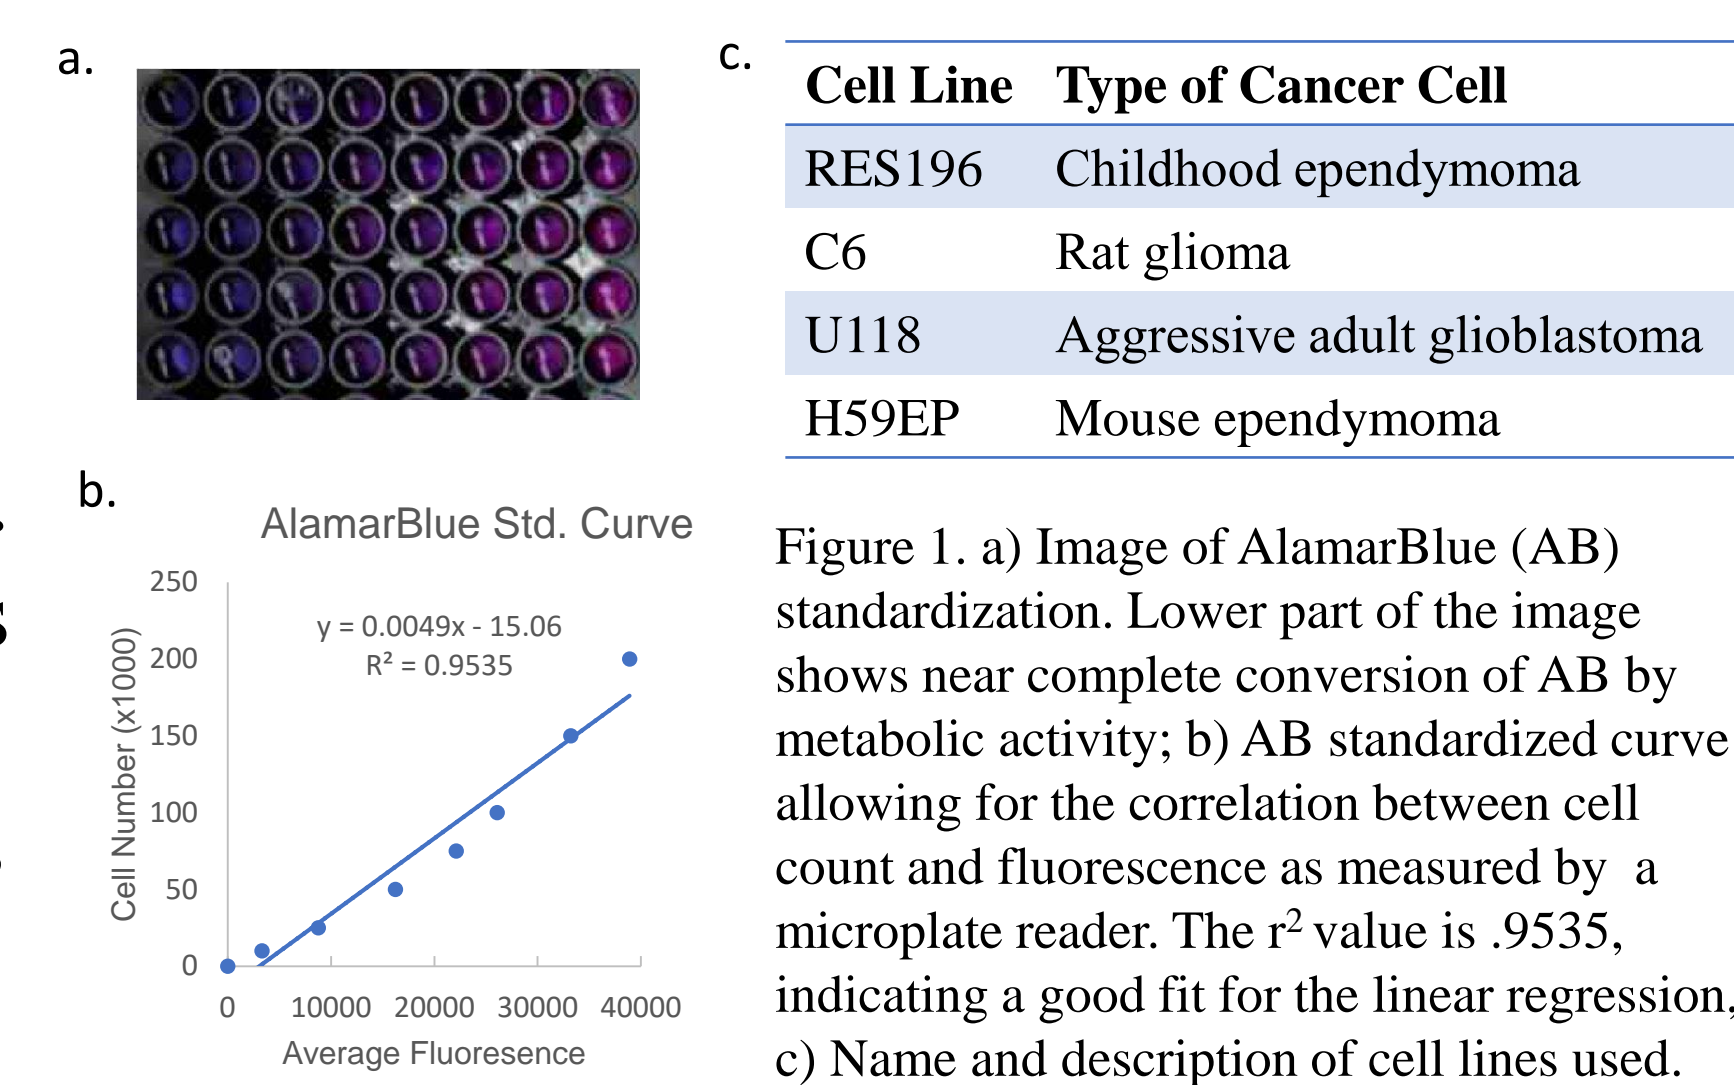 a.
c.
Cell Line Type of Cancer Cell
RES196 Childhood ependymoma
C6 Rat glioma
U118 Aggressive adult glioblastoma
H59EP Mouse ependymoma
b.
AlamarBlue Std. Curve
y = 0.0049x - 15.06
R² = 0.9535
Cell Number (x1000)
250
200
150
100
50
0
0 10000 20000 30000 40000
Average Fluoresence
Figure 1. a) Image of AlamarBlue (AB)
standardization. Lower part of the image
shows near complete conversion of AB by
metabolic activity; b) AB standardized curve
allowing for the correlation between cell
count and fluorescence as measured by a
microplate reader. The r² value is .9535,
indicating a good fit for the linear regression,
c) Name and description of cell lines used.